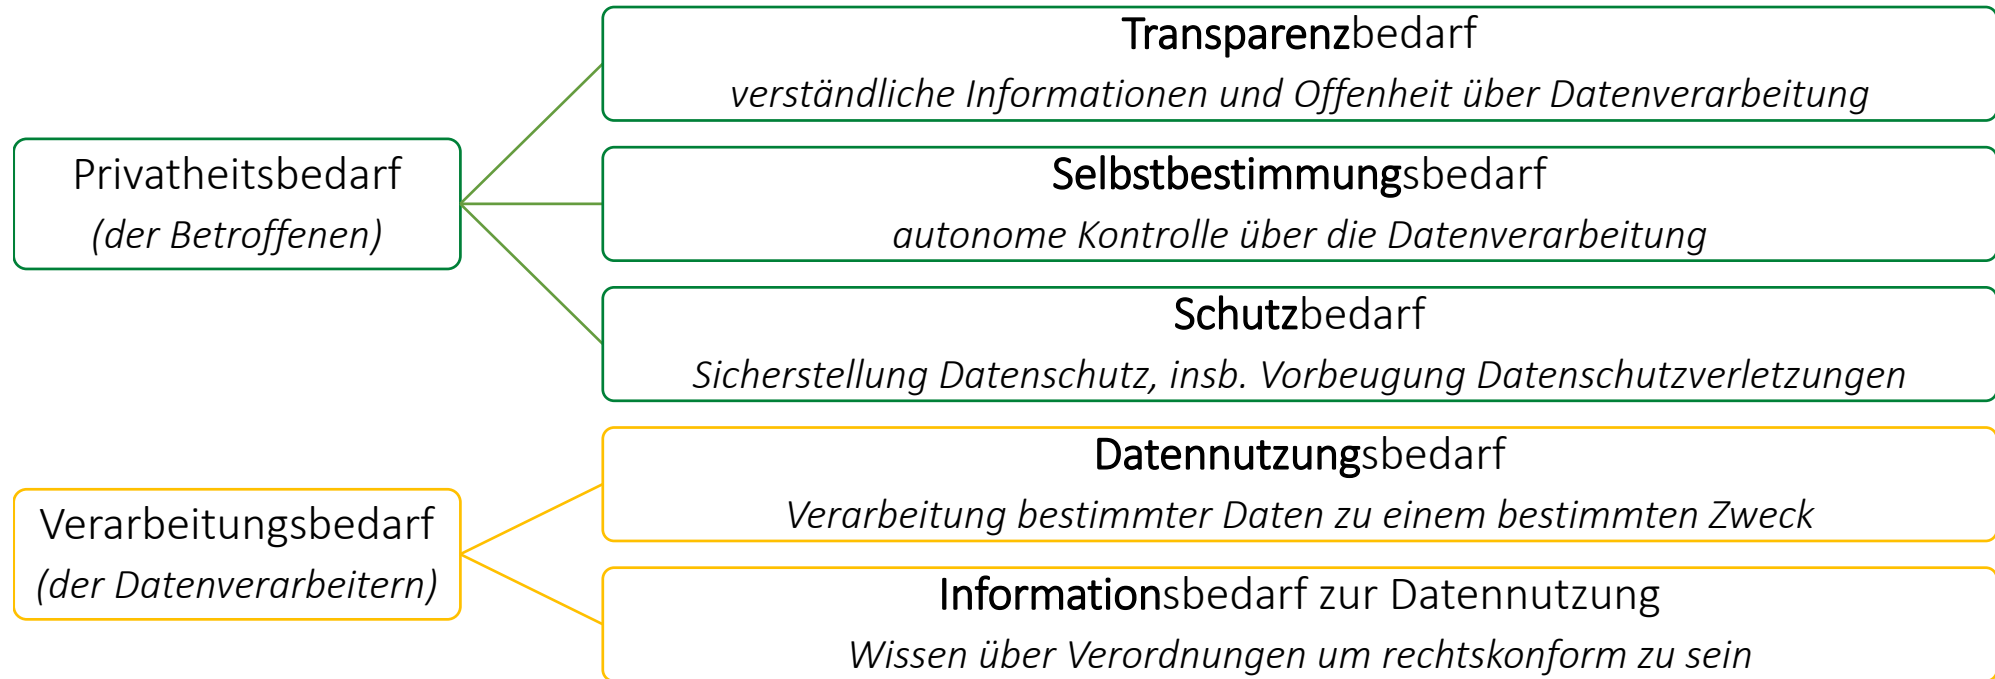 Privatheitsbedarf
(der Betroffenen)
Transparenzbedarf
verständliche Informationen und Offenheit über Datenverarbeitung
Selbstbestimmungsbedarf
autonome Kontrolle über die Datenverarbeitung
Schutzbedarf
Sicherstellung Datenschutz, insb. Vorbeugung Datenschutzverletzungen
Verarbeitungsbedarf
(der Datenverarbeitern)
Datennutzungsbedarf
Verarbeitung bestimmter Daten zu einem bestimmten Zweck
Informationsbedarf zur Datennutzung
Wissen über Verordnungen um rechtskonform zu sein